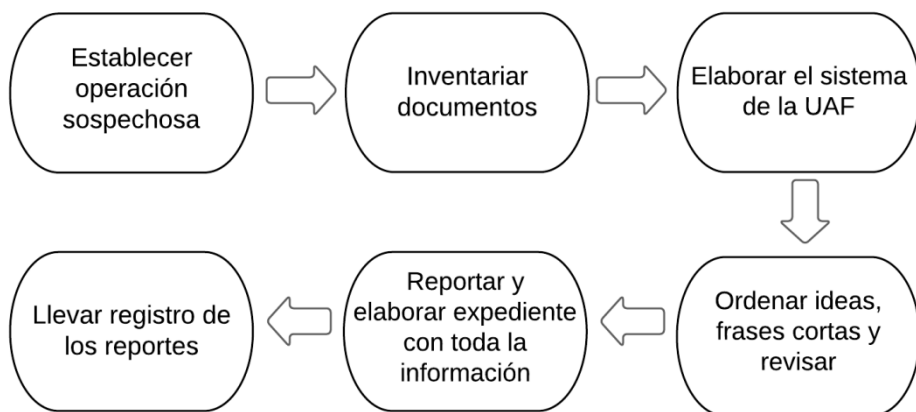 Establecer
operación
sospechosa
Inventariar
documentos
Elaborar el sistema
de la UAF
Ordenar ideas,
frases cortas y
revisar
Reportar y
elaborar expediente
con toda la
información
Llevar registro de
los reportes